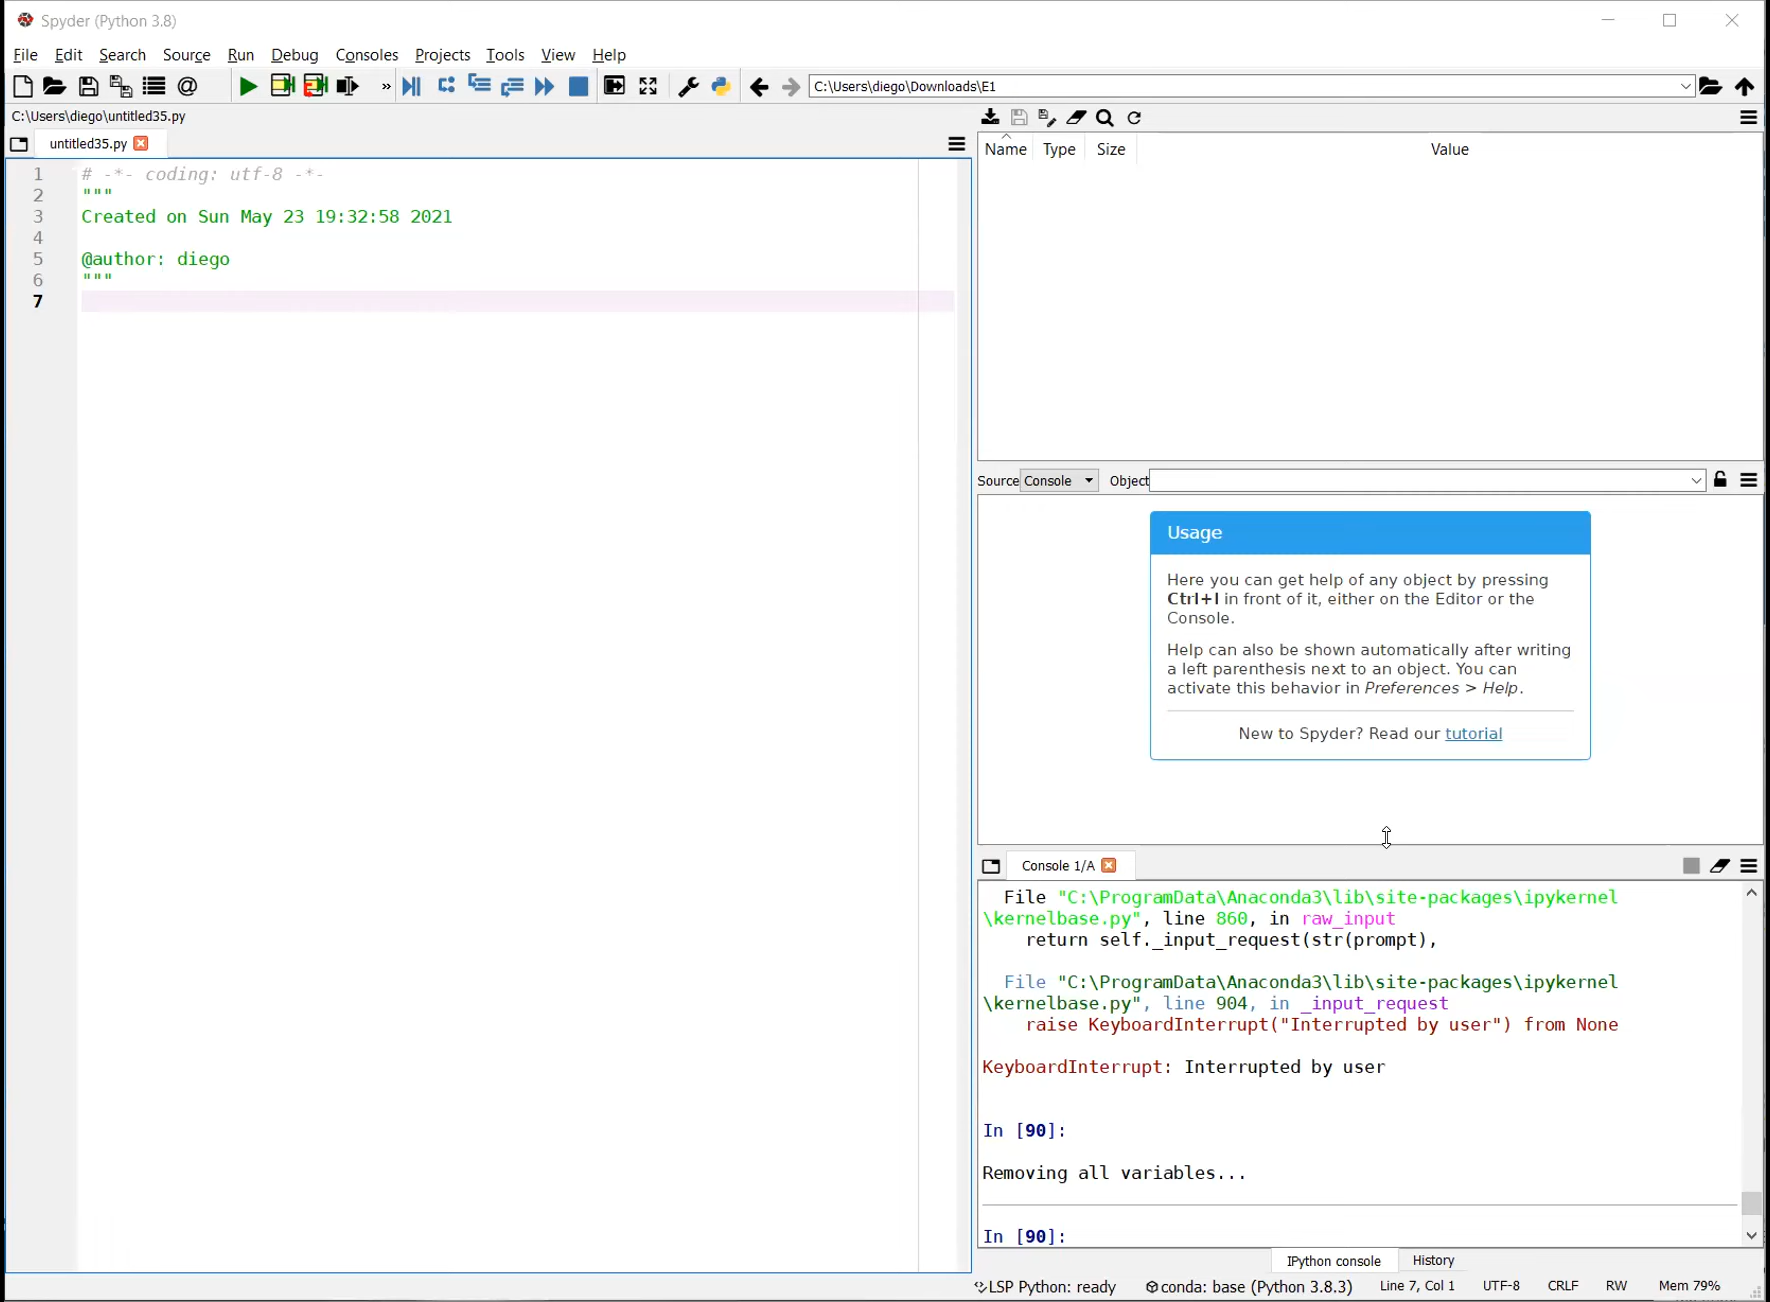 Spyder (Python 3.8)
File Edit Search Source Run Debug Consoles Projects Tools View Help
C:\Users\diego\Downloads\E1
C:\Users\diego\untitled35.py
untitled35.py
1 # -*- coding: utf-8 -*-
2 """
3 Created on Sun May 23 19:32:58 2021
4
5 @author: diego
6 """
7
Name Type Size Value
Source Console Object
Usage
Here you can get help of any object by pressing
Ctrl+I in front of it, either on the Editor or the
Console.
Help can also be shown automatically after writing
a left parenthesis next to an object. You can
activate this behavior in Preferences > Help.
New to Spyder? Read our tutorial
Console 1/A
File "C:\ProgramData\Anaconda3\lib\site-packages\ipykernel
\kernelbase.py", line 860, in raw_input
return self._input_request(str(prompt),
File "C:\ProgramData\Anaconda3\lib\site-packages\ipykernel
\kernelbase.py", line 904, in _input_request
raise KeyboardInterrupt("Interrupted by user") from None
KeyboardInterrupt: Interrupted by user
In [90]:
Removing all variables...
In [90]:
IPython console History
LSP Python: ready conda: base (Python 3.8.3) Line 7, Col 1 UTF-8 CRLF RW Mem 79%